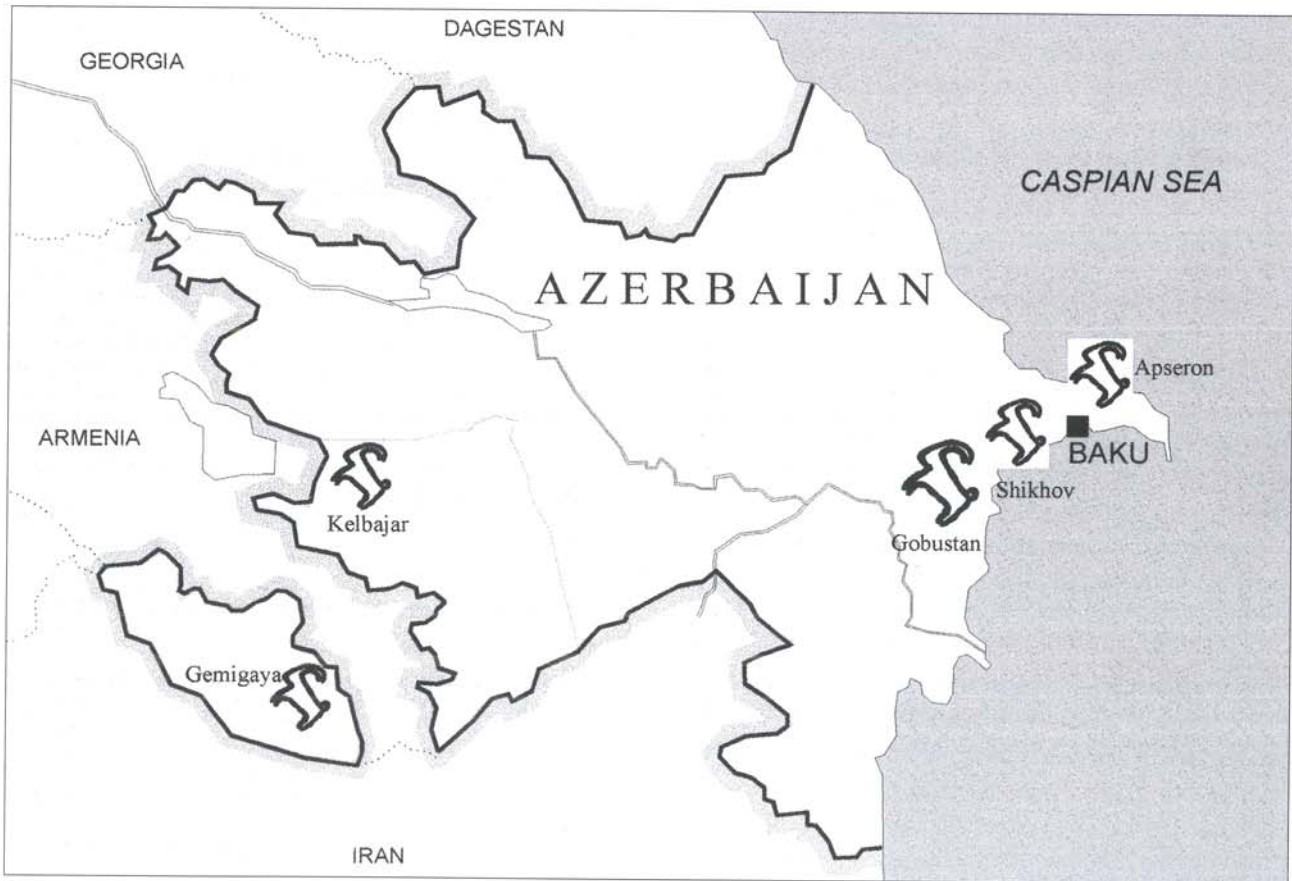 DAGESTAN
GEORGIA
CASPIAN SEA
AZERBAIJAN
Apseron
ARMENIA
BAKU
Shikhov
Kelbajar
Gobustan
Gemigaya
IRAN